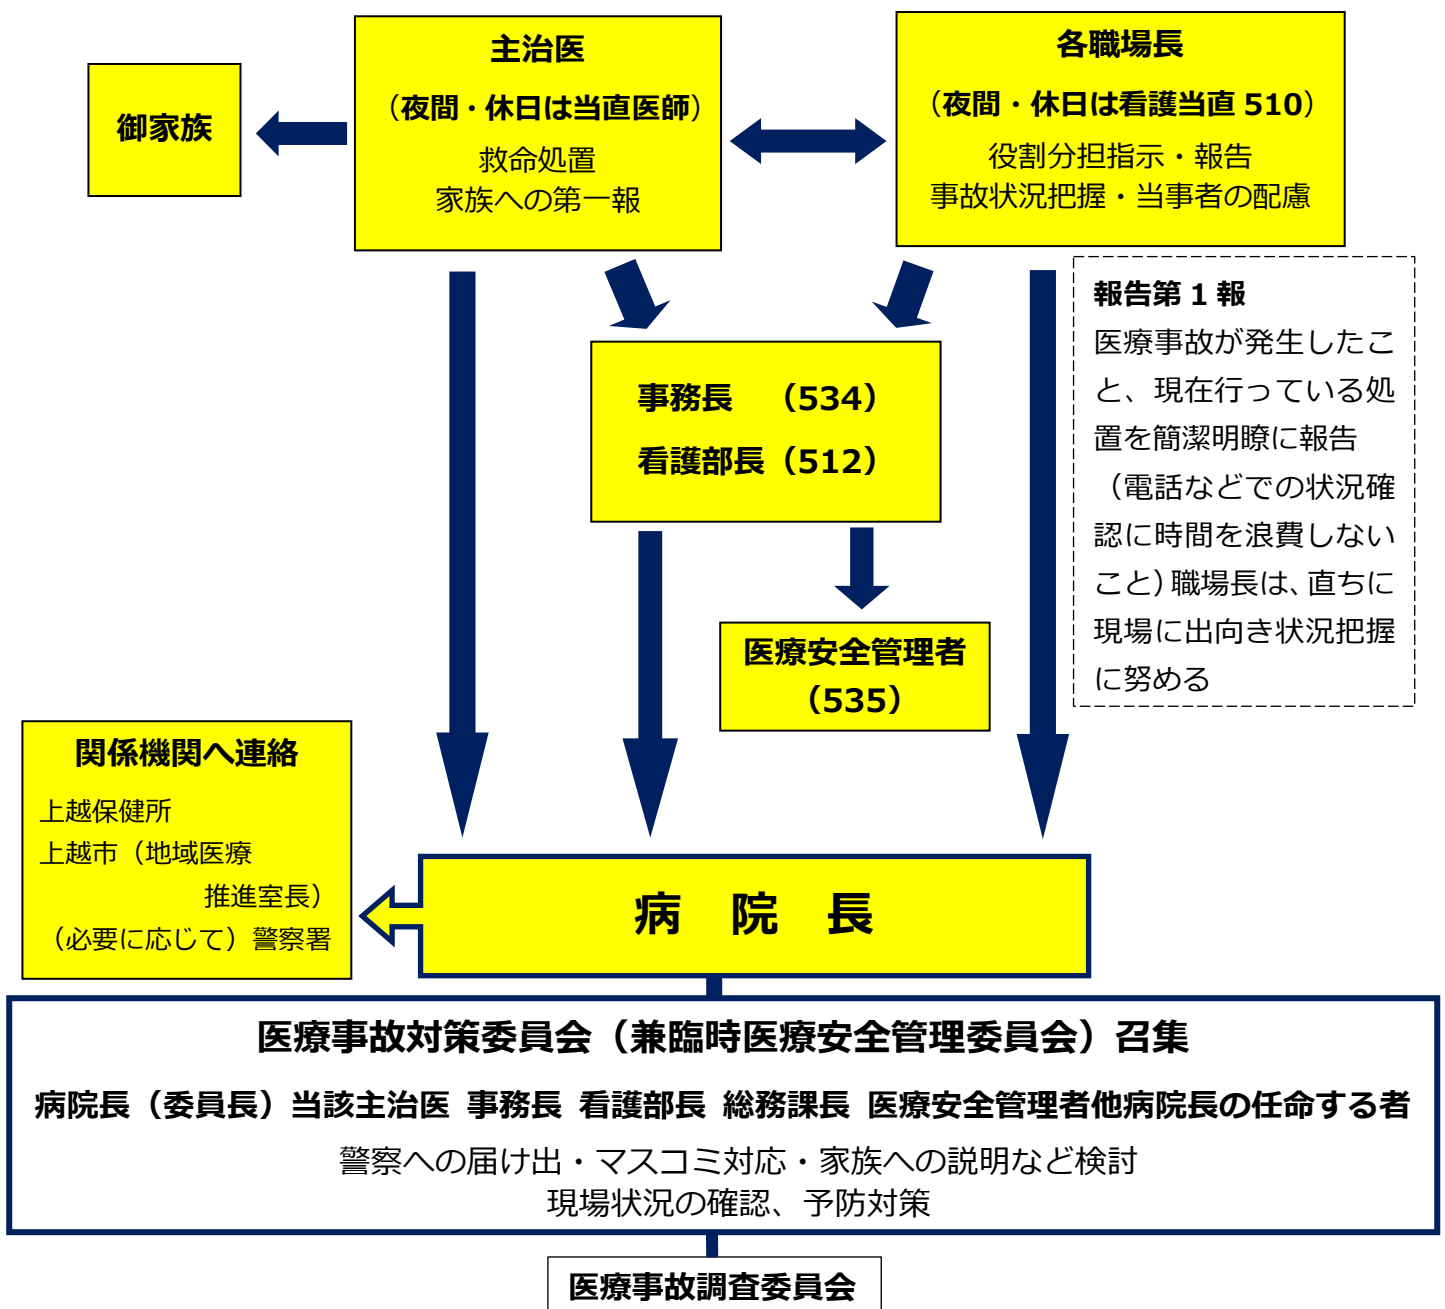 主治医
（夜間・休日は当直医師）
救命処置
家族への第一報
各職場長
（夜間・休日は看護当直 510）
役割分担指示・報告
事故状況把握・当事者の配慮
御家族
報告第 1 報
医療事故が発生したこ
と、現在行っている処
置を簡潔明瞭に報告
（電話などでの状況確
認に時間を浪費しない
こと）職場長は、直ちに
現場に出向き状況把握
に努める
事務長　（534）
看護部長（512）
医療安全管理者
（535）
関係機関へ連絡
上越保健所
上越市（地域医療
推進室長）
（必要に応じて）警察署
病　院　長
医療事故対策委員会（兼臨時医療安全管理委員会）召集
病院長（委員長）当該主治医 事務長 看護部長 総務課長 医療安全管理者他病院長の任命する者
警察への届け出・マスコミ対応・家族への説明など検討
現場状況の確認、予防対策
医療事故調査委員会